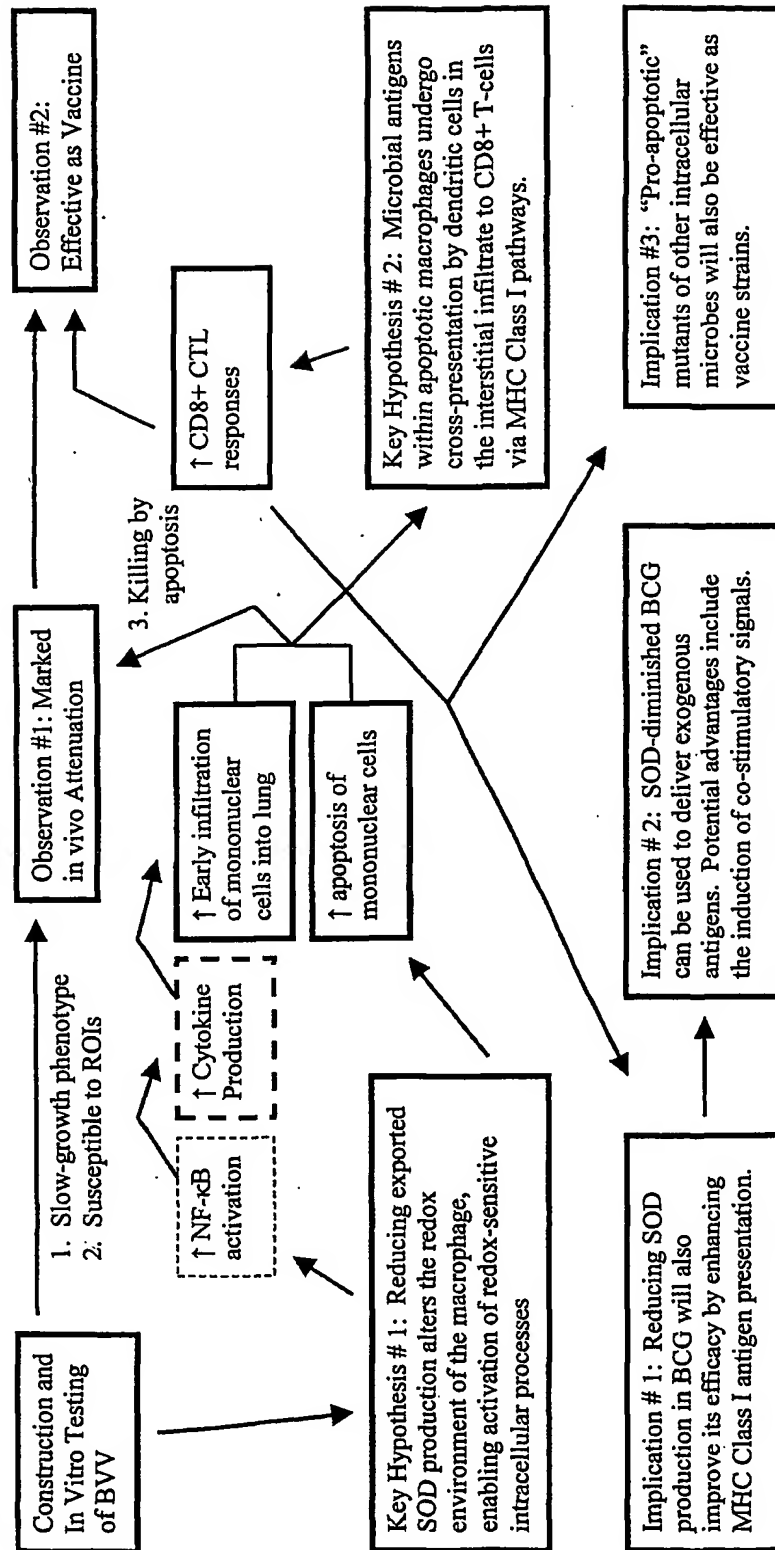 Construction and
In Vitro Testing
of BVV
1. Slow-growth phenotype
2. Susceptible to ROIs
Observation #1: Marked
in vivo Attenuation
Observation #2:
Effective as Vaccine
↑ NF-κB
activation
↑ Cytokine
Production
↑ Early infiltration
of mononuclear
cells into lung
↑ apoptosis of
mononuclear cells
3. Killing by
apoptosis
↑ CD8+ CTL
responses
Key Hypothesis # 1: Reducing exported
SOD production alters the redox
environment of the macrophage,
enabling activation of redox-sensitive
intracellular processes
Key Hypothesis # 2: Microbial antigens
within apoptotic macrophages undergo
cross-presentation by dendritic cells in
the interstitial infiltrate to CD8+ T-cells
via MHC Class I pathways.
Implication # 1: Reducing SOD
production in BCG will also
improve its efficacy by enhancing
MHC Class I antigen presentation.
Implication # 2: SOD-diminished BCG
can be used to deliver exogenous
antigens. Potential advantages include
the induction of co-stimulatory signals.
Implication #3: “Pro-apoptotic”
mutants of other intracellular
microbes will also be effective as
vaccine strains.